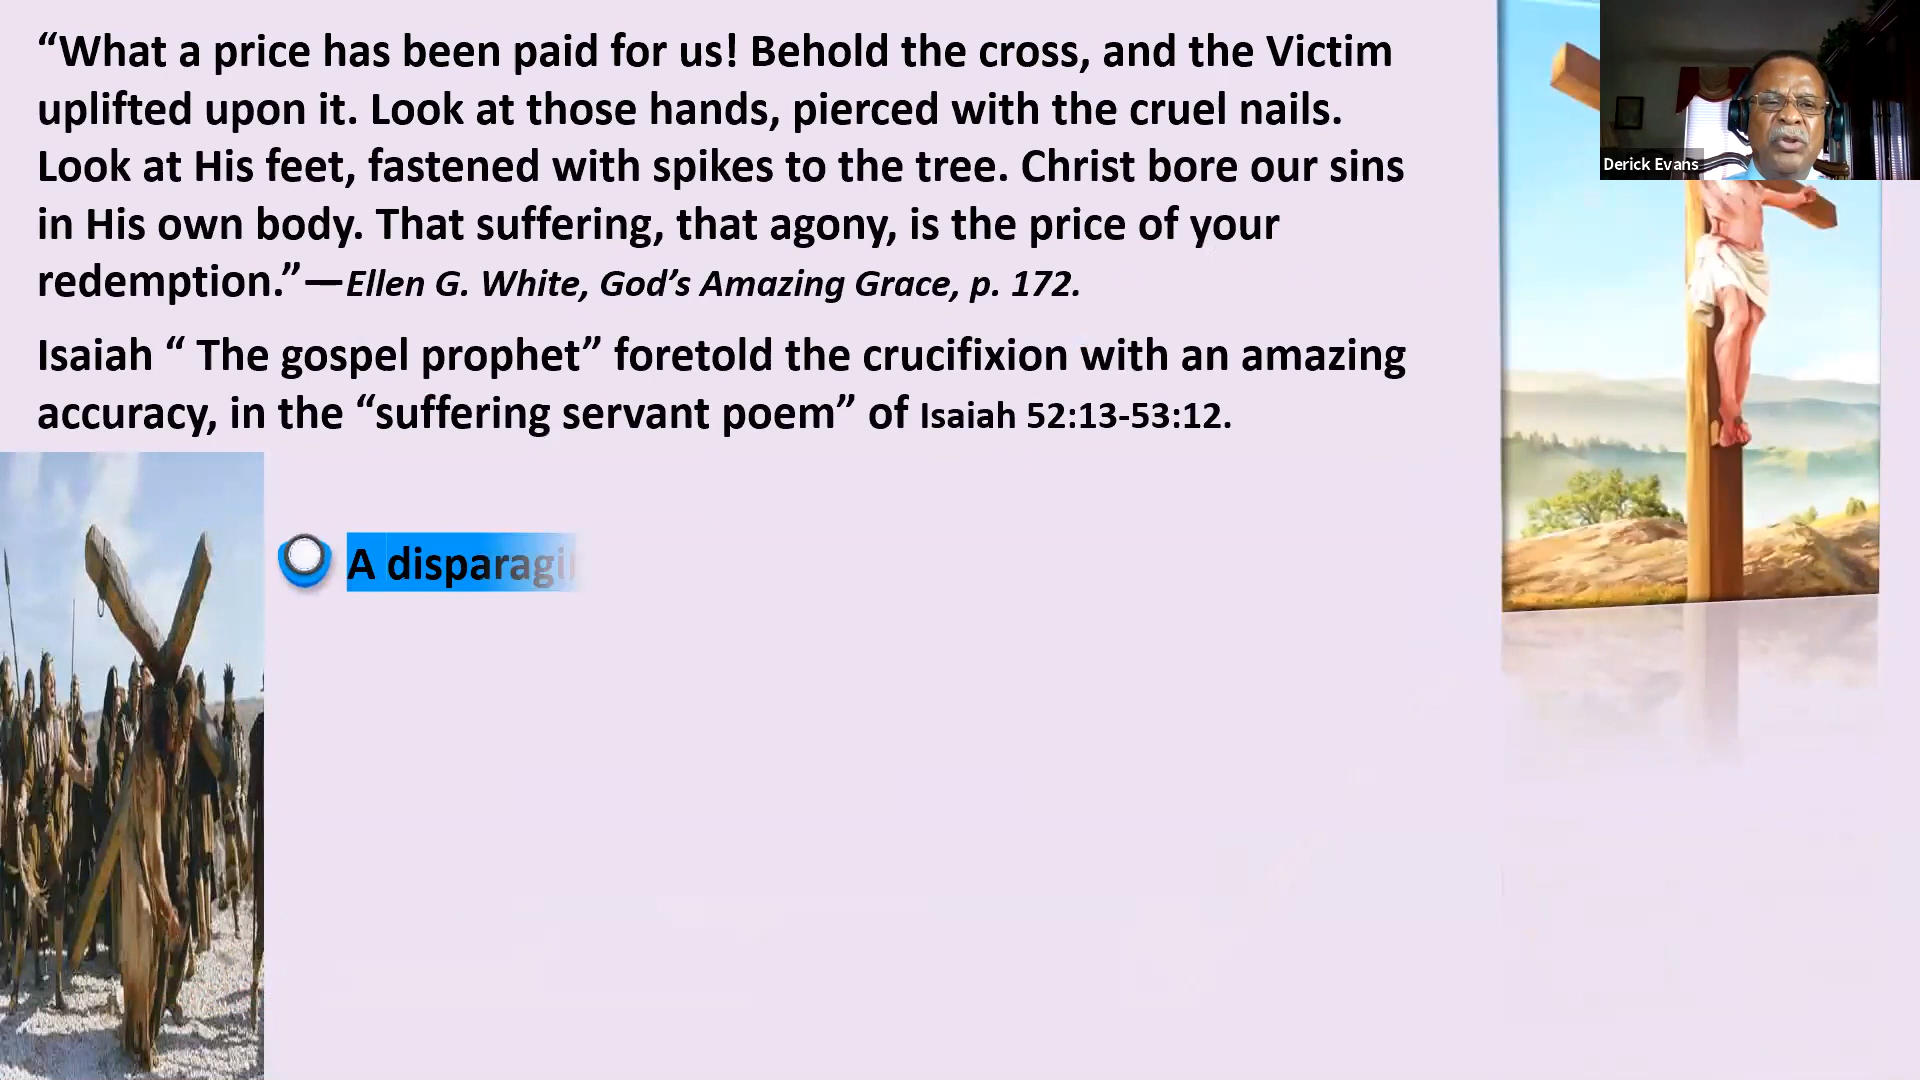 “What a price has been paid for us! Behold the cross, and the Victim
uplifted upon it. Look at those hands, pierced with the cruel nails.
Look at His feet, fastened with spikes to the tree. Christ bore our sins
in His own body. That suffering, that agony, is the price of your
redemption.”—Ellen G. White, God’s Amazing Grace, p. 172.
Isaiah “ The gospel prophet” foretold the crucifixion with an amazing
accuracy, in the “suffering servant poem” of Isaiah 52:13-53:12.
A
Derick Evans